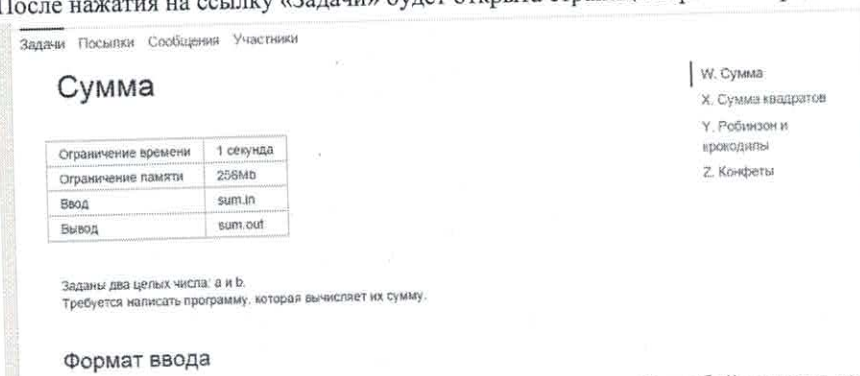 После нажатия на ссылку «Задачи» будет открыта
Задачи Посылки Сообщения Участники
Сумма
Ограничение времени 1 секунда
Ограничение памяти 256Mb
Ввод sum.in
Вывод sum.out
Заданы два целых числа: a и b.
Требуется написать программу, которая вычисляет их сумму.
Формат ввода
W. Сумма
X. Сумма квадратов
Y. Робинзон и
крокодилы
Z. Конфеты